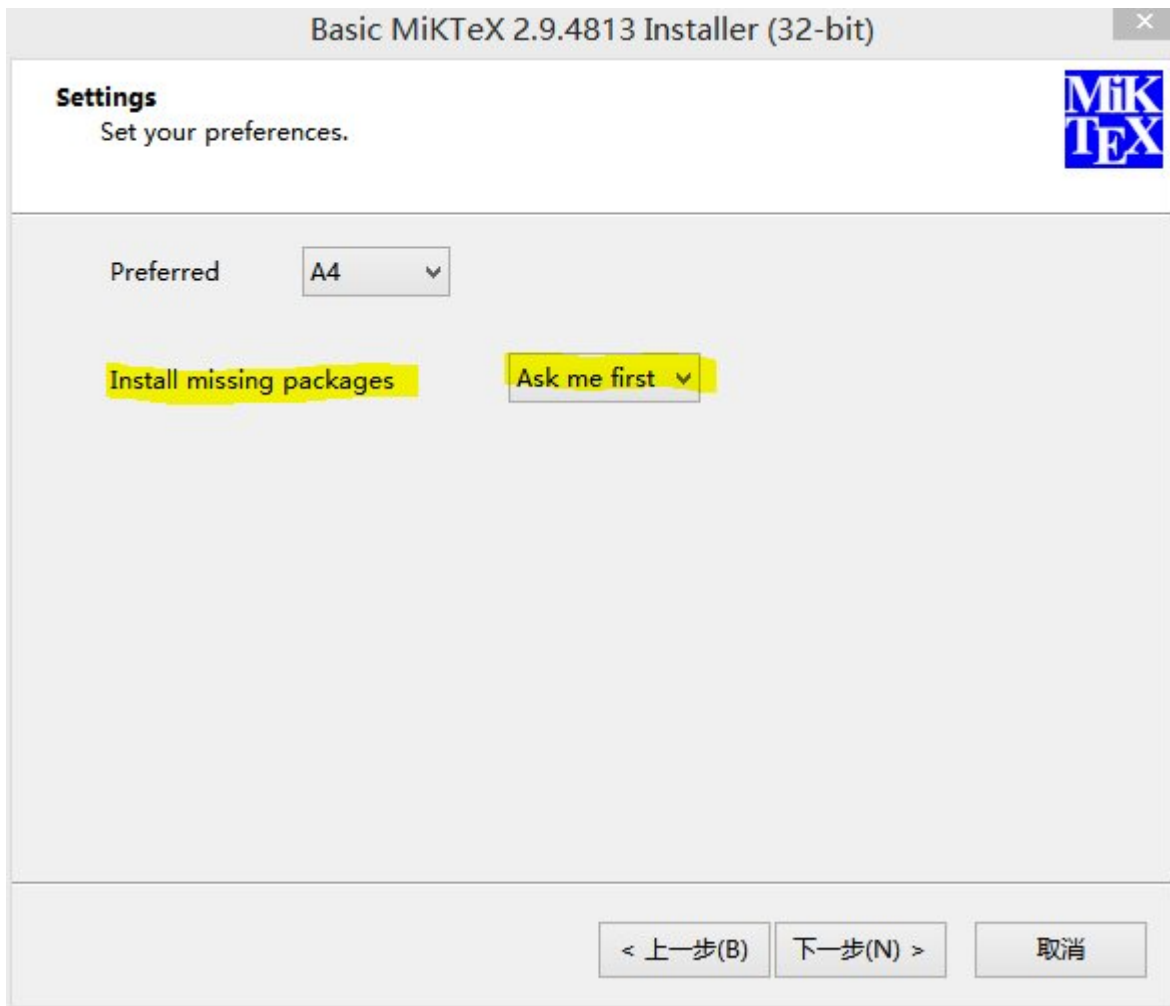 Basic MiKTeX 2.9.4813 Installer (32-bit)
Settings
Set your preferences.
MiK
TEX
Preferred A4
Install missing packages Ask me first
< 上一步(B) 下一步(N) > 取消